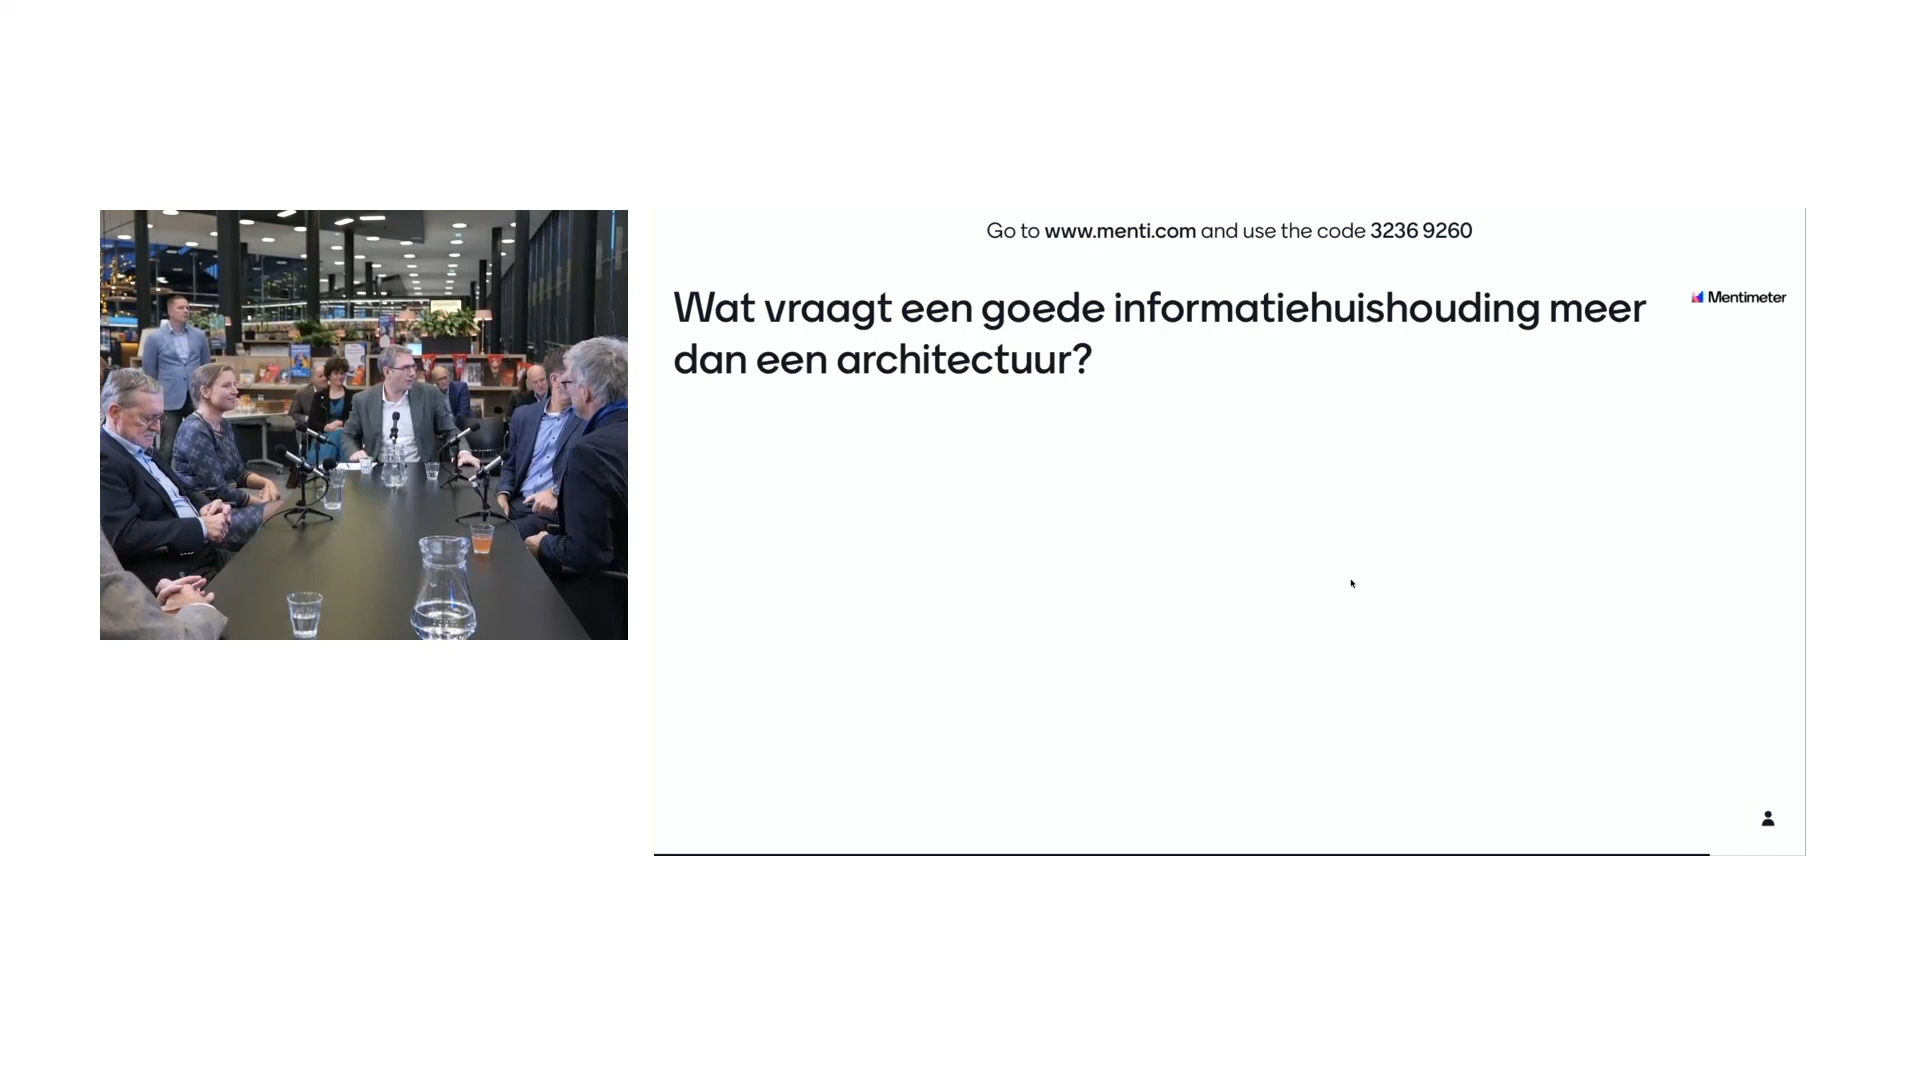 Go to www.menti.com and use the code 3236 9260
Wat vraagt een goede informatiehuishouding meer
dan een architectuur?
Mentimeter